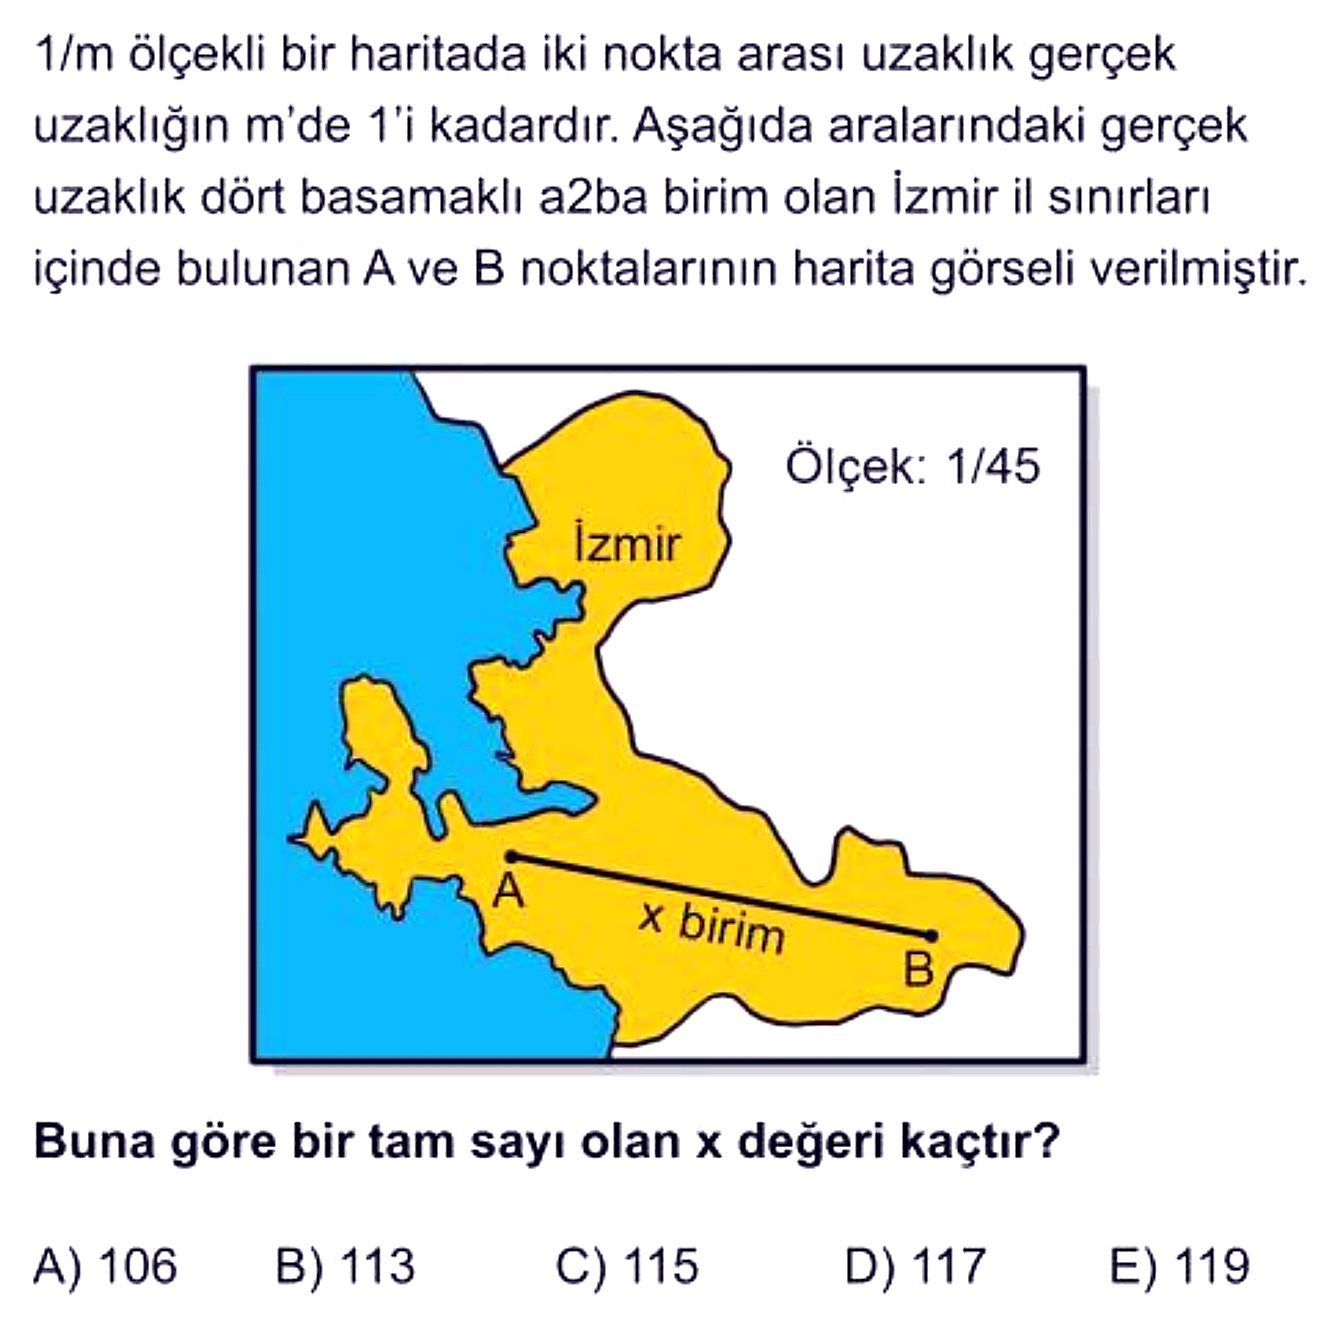 1/m ölçekli bir haritada iki nokta arası uzaklık gerçek
uzaklığın m’de 1’i kadardır. Aşağıda aralarındaki gerçek
uzaklık dört basamaklı a2ba birim olan İzmir il sınırları
içinde bulunan A ve B noktalarının harita görseli verilmiştir.
Ölçek: 1/45
İzmir
A
x birim
B
Buna göre bir tam sayı olan x değeri kaçtır?
A) 106 B) 113 C) 115 D) 117 E) 119